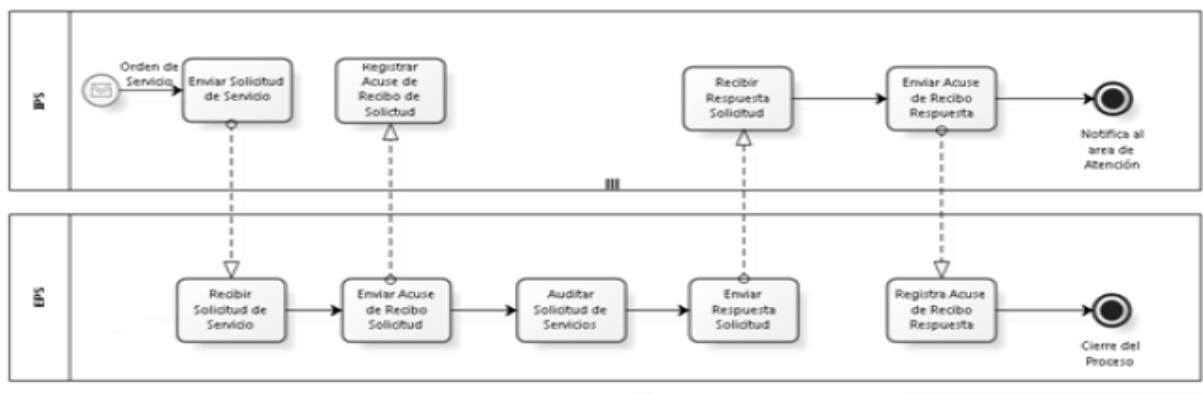 IPS
Orden de
Servicio
Enviar Solicitud
de Servicio
Registrar
Acuse de
Recibo de
Solictud
Recibir
Respuesta
Solicitud
Enviar Acuse
de Recibo
Respuesta
Notifica al
area de
Atención
EPS
Recibir
Solicitud de
Servicio
Enviar Acuse
de Recibo
Solicitud
Auditar
Solicitud de
Servicios
Enviar
Respuesta
Solicitud
Registra Acuse
de Recibo
Respuesta
Cierre del
Proceso